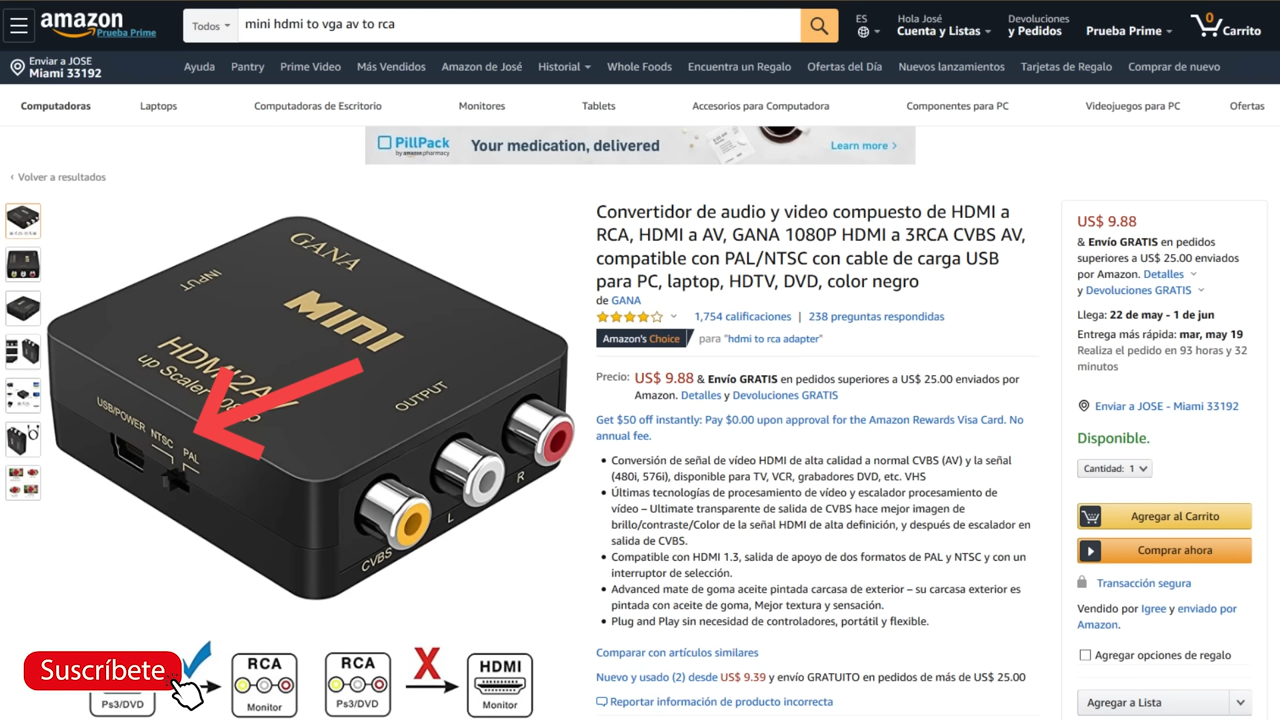 amazon
Prueba Prime
Todos
mini hdmi to vga av to rca
ES
Hola José
Cuenta y Listas
Devoluciones
y Pedidos
Prueba Prime
0
Carrito
Enviar a JOSE
Miami 33192
Ayuda
Pantry
Prime Video
Más Vendidos
Amazon de José
Historial
Whole Foods
Encuentra un Regalo
Ofertas del Día
Nuevos lanzamientos
Tarjetas de Regalo
Comprar de nuevo
Computadoras
Laptops
Computadoras de Escritorio
Monitores
Tablets
Accesorios para Computadora
Componentes para PC
Videojuegos para PC
Ofertas
PillPack
by amazon pharmacy
Your medication, delivered
Learn more ›
‹ Volver a resultados
GANA
INPUT
MINI
HDMI2AV
up Scaler 1080p
OUTPUT
USB/POWER
NTSC
PAL
CVBS
L
R
Convertidor de audio y video compuesto de HDMI a
RCA, HDMI a AV, GANA 1080P HDMI a 3RCA CVBS AV,
compatible con PAL/NTSC con cable de carga USB
para PC, laptop, HDTV, DVD, color negro
de GANA
1,754 calificaciones | 238 preguntas respondidas
Amazon's Choice
para "hdmi to rca adapter"
Precio: US$ 9.88 & Envío GRATIS en pedidos superiores a US$ 25.00 enviados por
Amazon. Detalles y Devoluciones GRATIS
Get $50 off instantly: Pay $0.00 upon approval for the Amazon Rewards Visa Card. No
annual fee.
• Conversión de señal de vídeo HDMI de alta calidad a normal CVBS (AV) y la señal
(480i, 576i), disponible para TV, VCR, grabadores DVD, etc. VHS
• Últimas tecnologías de procesamiento de vídeo y escalador procesamiento de
vídeo – Ultimate transparente de salida de CVBS hace mejor imagen de
brillo/contraste/Color de la señal HDMI de alta definición, y después de escalador en
salida de CVBS.
• Compatible con HDMI 1.3, salida de apoyo de dos formatos de PAL y NTSC y con un
interruptor de selección.
• Advanced mate de goma aceite pintada carcasa de exterior – su carcasa exterior es
pintada con aceite de goma, Mejor textura y sensación.
• Plug and Play sin necesidad de controladores, portátil y flexible.
Comparar con artículos similares
Nuevo y usado (2) desde US$ 9.39 y envío GRATUITO en pedidos de más de US$ 25.00
Reportar información de producto incorrecta
US$ 9.88
& Envío GRATIS en pedidos
superiores a US$ 25.00 enviados
por Amazon. Detalles
y Devoluciones GRATIS
Llega: 22 de may - 1 de jun
Entrega más rápida: mar, may 19
Realiza el pedido en 93 horas y 32
minutos
Enviar a JOSE - Miami 33192
Disponible.
Cantidad: 1
Agregar al Carrito
Comprar ahora
Transacción segura
Vendido por Igree y enviado por
Amazon.
Agregar opciones de regalo
Agregar a Lista
Suscríbete
Ps3/DVD
RCA
Monitor
RCA
Ps3/DVD
X
HDMI
Monitor